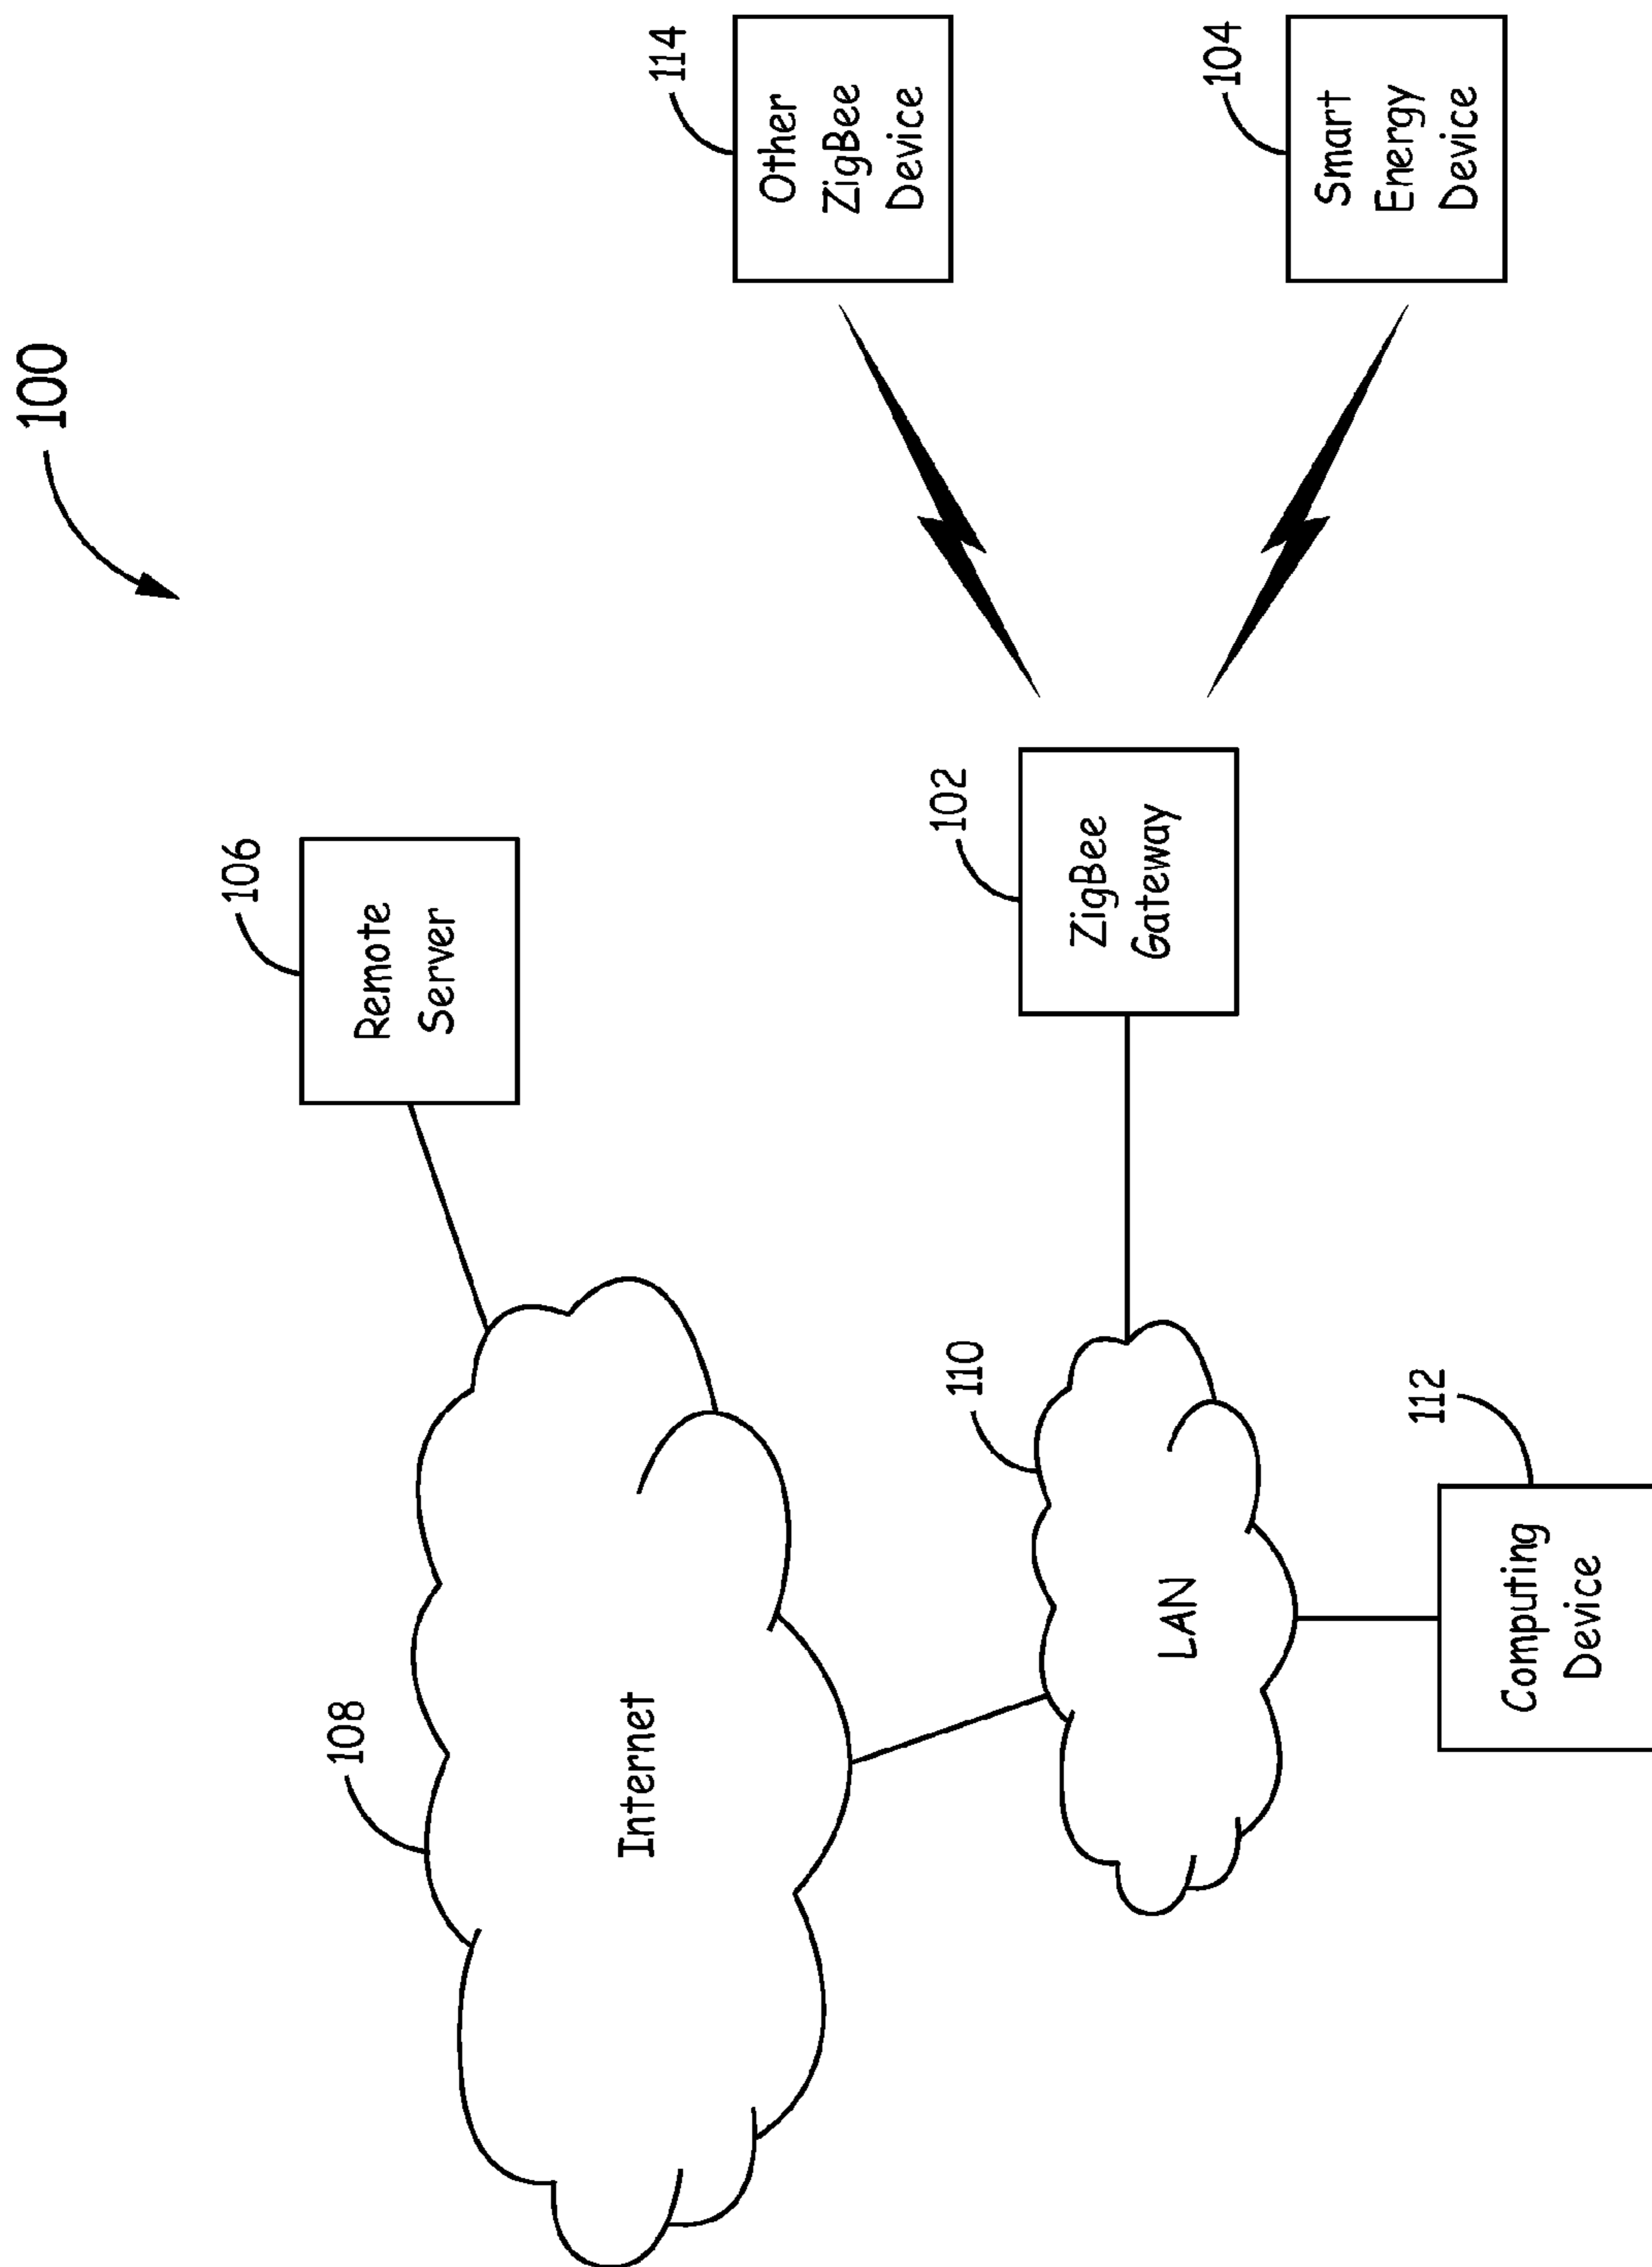 100
106
Remote
Server
108
Internet
114
Other
ZigBee
Device
102
ZigBee
Gateway
110
LAN
104
Smart
Energy
Device
112
Computing
Device